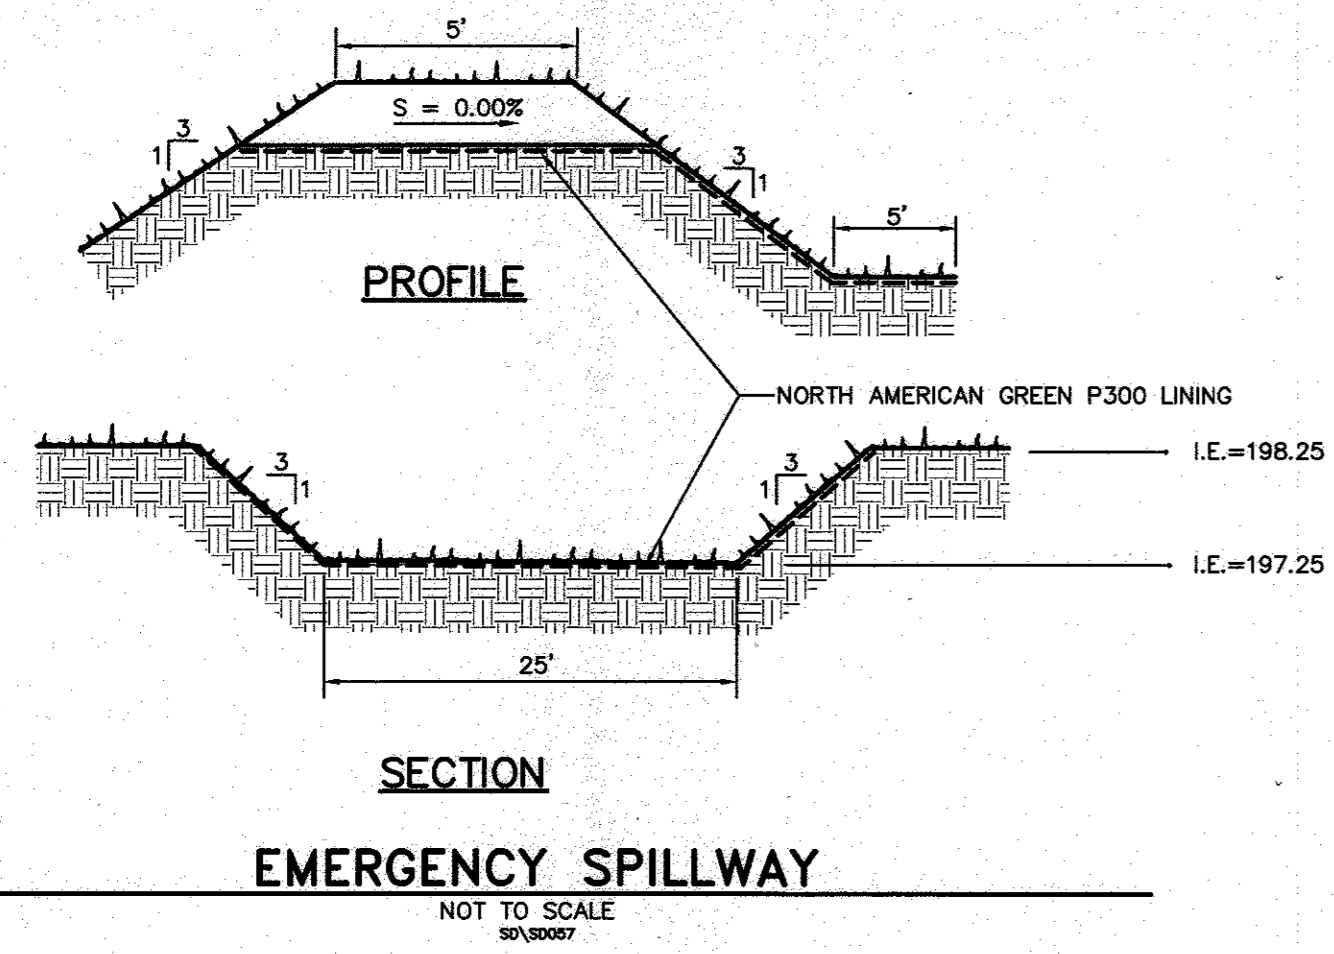 5'
S = 0.00%
3
1
3
1
5'
PROFILE
NORTH AMERICAN GREEN P300 LINING
3
1
3
1
I.E.=198.25
I.E.=197.25
25'
SECTION
EMERGENCY SPILLWAY
NOT TO SCALE
SD\SD057